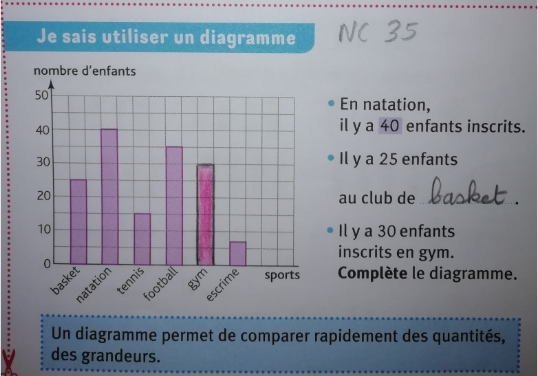 Je sais utiliser un diagramme
NC 35
nombre d'enfants
50
40
30
20
10
0
basket
natation
tennis
football
gym
escrime
sports
• En natation,
il y a 40 enfants inscrits.
• Il y a 25 enfants
au club de basket.
• Il y a 30 enfants
inscrits en gym.
Complète le diagramme.
Un diagramme permet de comparer rapidement des quantités,
des grandeurs.